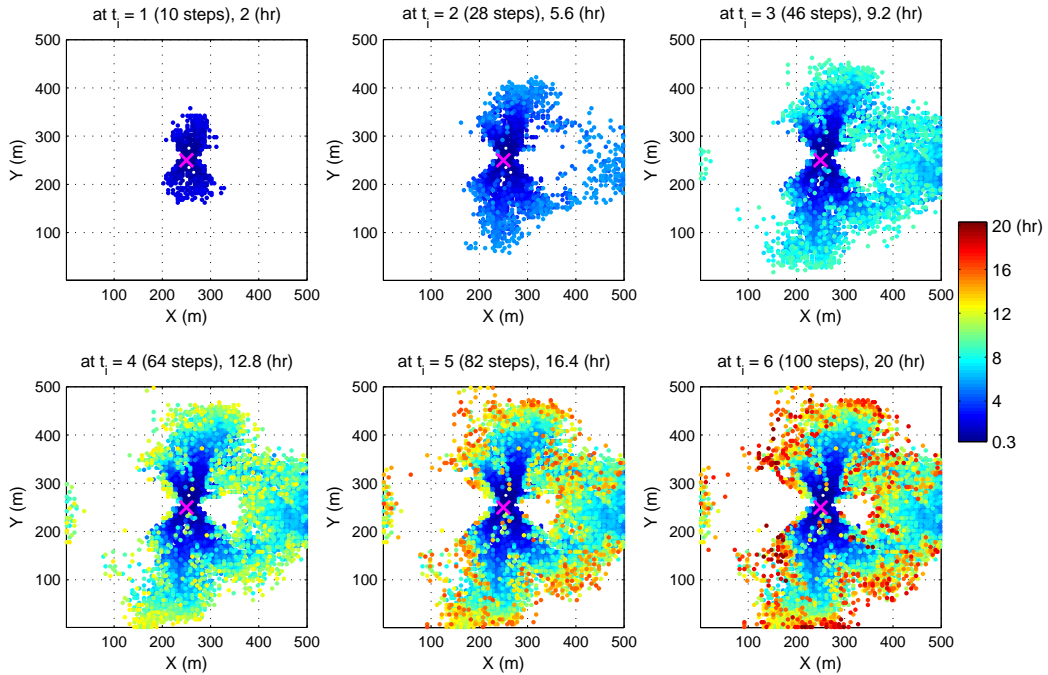 at t_i = 1 (10 steps), 2 (hr)
500
400
300
200
100
Y (m)
100 200 300 400 500
X (m)
at t_i = 2 (28 steps), 5.6 (hr)
500
400
300
200
100
Y (m)
100 200 300 400 500
X (m)
at t_i = 3 (46 steps), 9.2 (hr)
500
400
300
200
100
Y (m)
100 200 300 400 500
X (m)
20 (hr)
16
12
8
4
0.3
at t_i = 4 (64 steps), 12.8 (hr)
500
400
300
200
100
Y (m)
100 200 300 400 500
X (m)
at t_i = 5 (82 steps), 16.4 (hr)
500
400
300
200
100
Y (m)
100 200 300 400 500
X (m)
at t_i = 6 (100 steps), 20 (hr)
500
400
300
200
100
Y (m)
100 200 300 400 500
X (m)